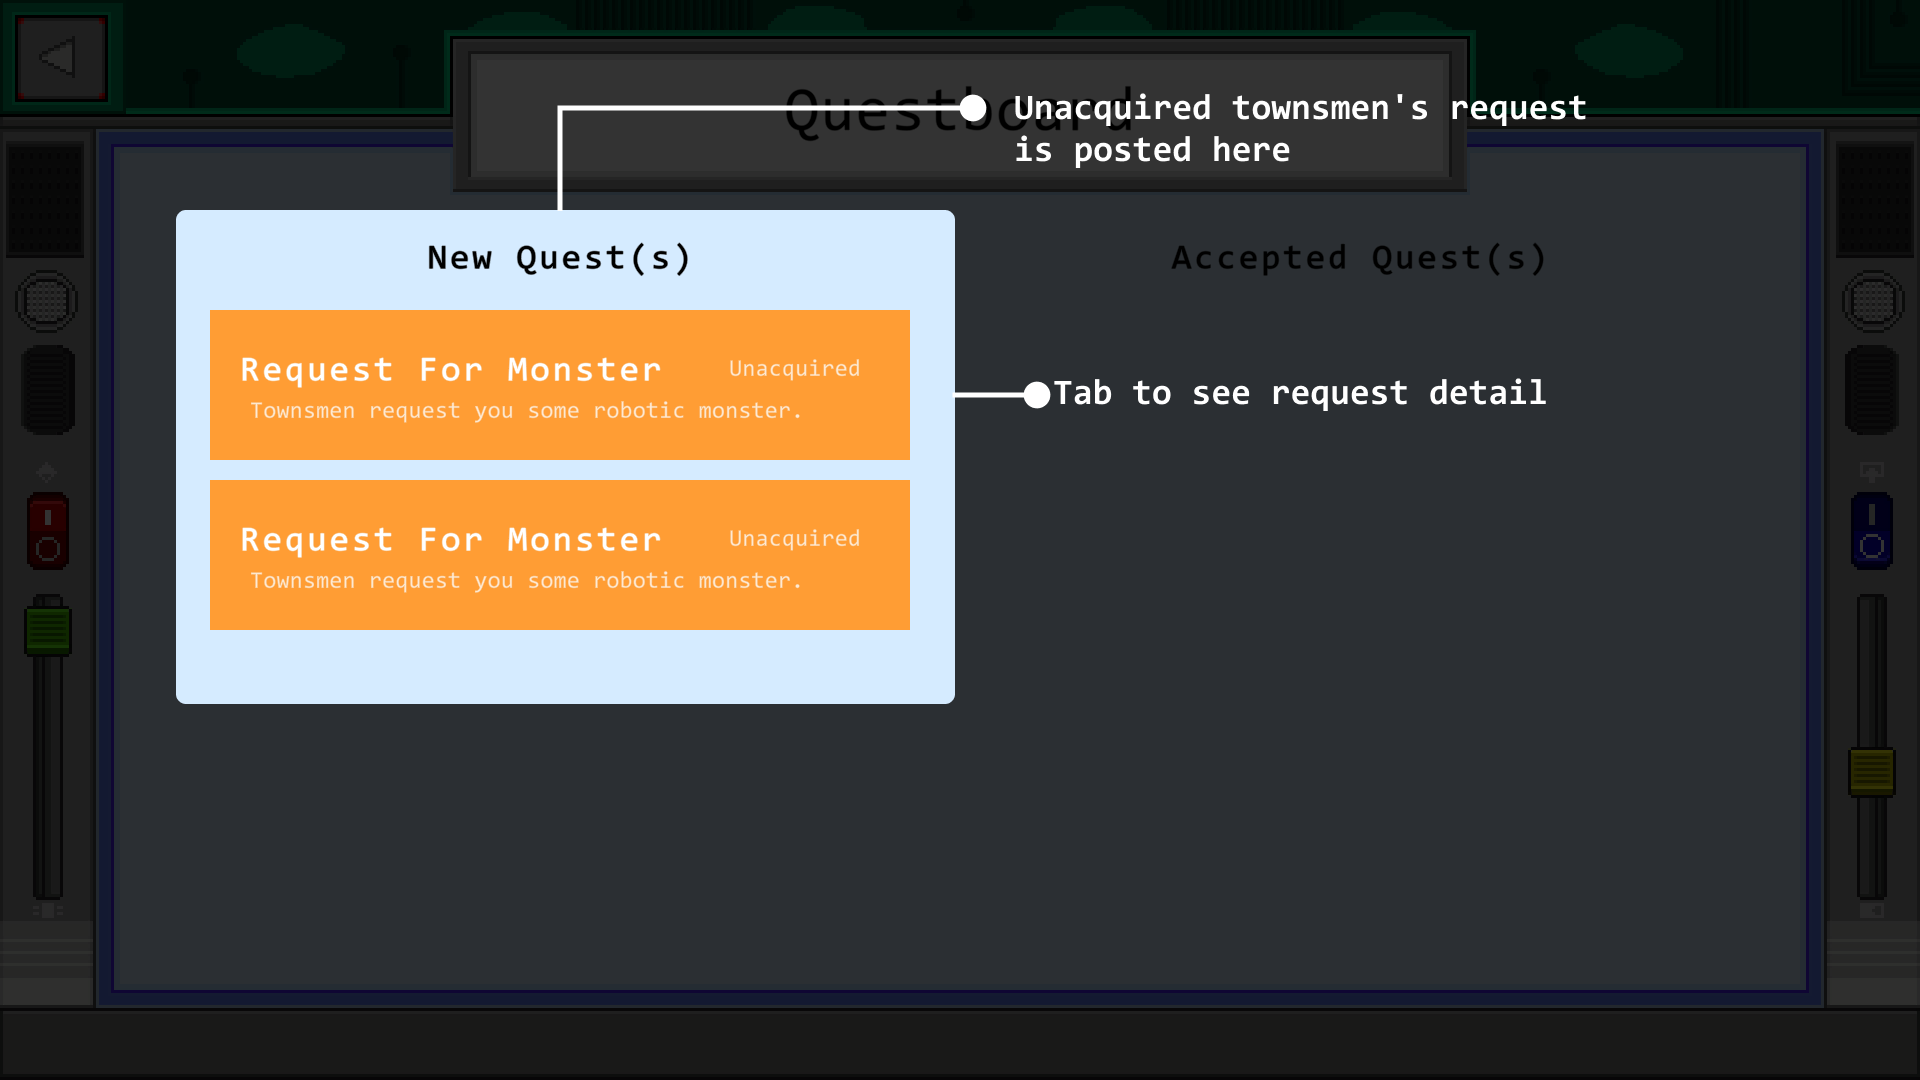 Questboard
Unacquired townsmen's request
is posted here
New Quest(s)
Accepted Quest(s)
Request For Monster
Unacquired
Townsmen request you some robotic monster.
Tab to see request detail
Request For Monster
Unacquired
Townsmen request you some robotic monster.